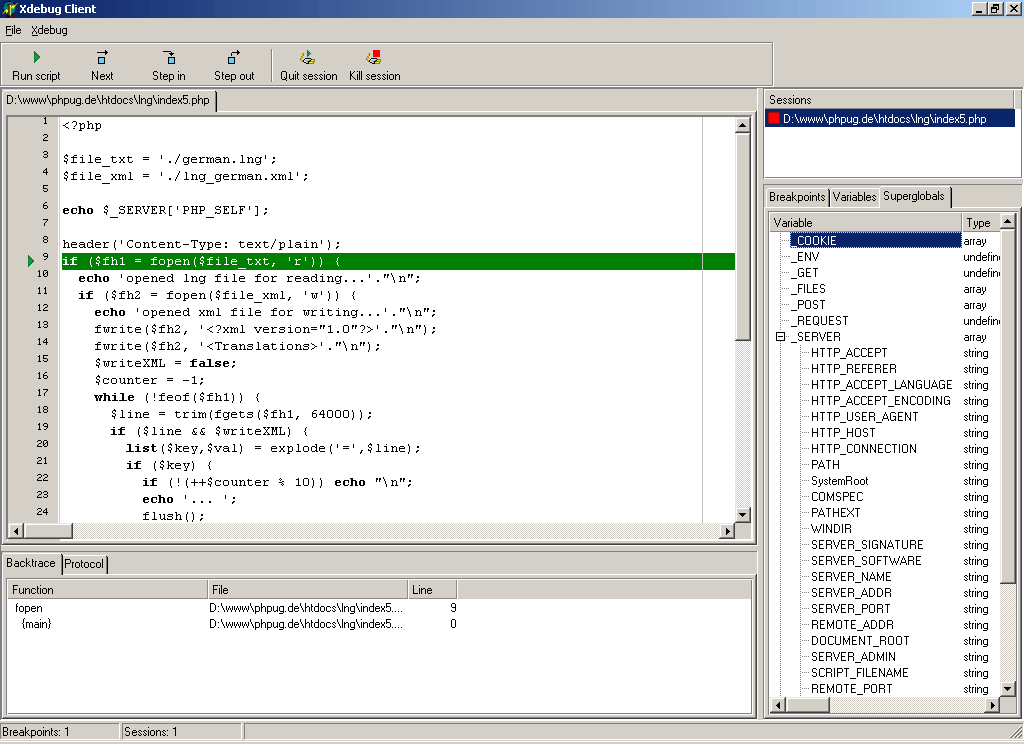 Xdebug Client
File Xdebug
Run script Next Step in Step out Quit session Kill session
D:\www\phpug.de\htdocs\lng\index5.php
1 <?php
2
3 $file_txt = './german.lng';
4 $file_xml = './lng_german.xml';
5
6 echo $_SERVER['PHP_SELF'];
7
8 header('Content-Type: text/plain');
9 if ($fh1 = fopen($file_txt, 'r')) {
10 echo 'opened lng file for reading...'."\n";
11 if ($fh2 = fopen($file_xml, 'w')) {
12 echo 'opened xml file for writing...'."\n";
13 fwrite($fh2, '<?xml version="1.0"?>'."\n");
14 fwrite($fh2, '<Translations>'."\n");
15 $writeXML = false;
16 $counter = -1;
17 while (!feof($fh1)) {
18 $line = trim(fgets($fh1, 64000));
19 if ($line && $writeXML) {
20 list($key,$val) = explode('=',$line);
21 if ($key) {
22 if (!(++$counter % 10)) echo "\n";
23 echo '... ';
24 flush();
Sessions
D:\www\phpug.de\htdocs\lng\index5.php
Breakpoints Variables Superglobals
Variable Type
_COOKIE array
_ENV undefin
_GET undefin
_FILES array
_POST array
_REQUEST undefin
_SERVER array
HTTP_ACCEPT string
HTTP_REFERER string
HTTP_ACCEPT_LANGUAGE string
HTTP_ACCEPT_ENCODING string
HTTP_USER_AGENT string
HTTP_HOST string
HTTP_CONNECTION string
PATH string
SystemRoot string
COMSPEC string
PATHEXT string
WINDIR string
SERVER_SIGNATURE string
SERVER_SOFTWARE string
SERVER_NAME string
SERVER_ADDR string
SERVER_PORT string
REMOTE_ADDR string
DOCUMENT_ROOT string
SERVER_ADMIN string
SCRIPT_FILENAME string
REMOTE_PORT string
Backtrace Protocol
Function File Line
fopen D:\www\phpug.de\htdocs\lng\index5.... 9
{main} D:\www\phpug.de\htdocs\lng\index5.... 0
Breakpoints: 1 Sessions: 1